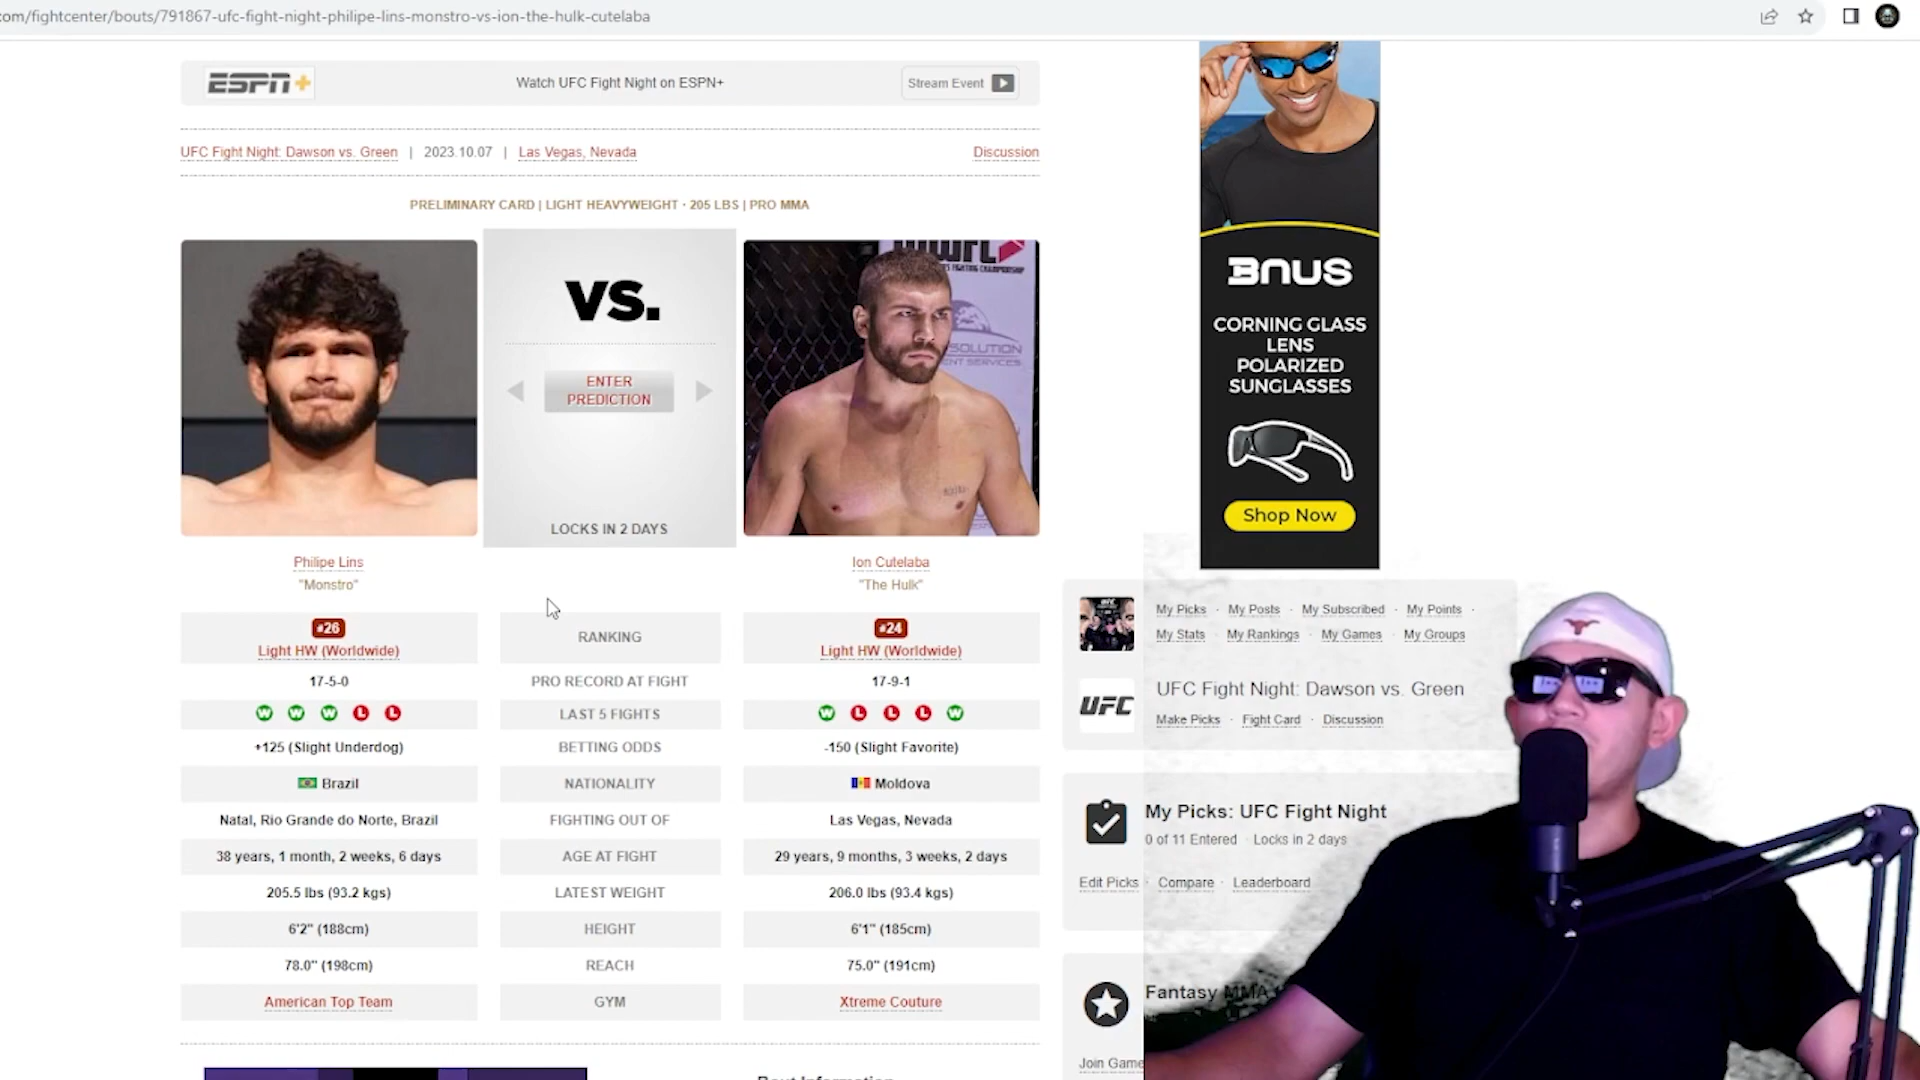 com/fightcenter/bouts/791867-ufc-fight-night-philipe-lins-monstro-vs-ion-the-hulk-cutelaba
ESPN+
Watch UFC Fight Night on ESPN+
Stream Event
UFC Fight Night: Dawson vs. Green | 2023.10.07 | Las Vegas, Nevada
Discussion
PRELIMINARY CARD | LIGHT HEAVYWEIGHT · 205 LBS | PRO MMA
VS.
ENTER
PREDICTION
LOCKS IN 2 DAYS
SOLUTION
Philipe Lins
"Monstro"
Ion Cutelaba
"The Hulk"
#26
Light HW (Worldwide)
RANKING
#24
Light HW (Worldwide)
17-5-0 PRO RECORD AT FIGHT 17-9-1
W W W L L LAST 5 FIGHTS W L L L W
+125 (Slight Underdog) BETTING ODDS -150 (Slight Favorite)
Brazil NATIONALITY Moldova
Natal, Rio Grande do Norte, Brazil FIGHTING OUT OF Las Vegas, Nevada
38 years, 1 month, 2 weeks, 6 days AGE AT FIGHT 29 years, 9 months, 3 weeks, 2 days
205.5 lbs (93.2 kgs) LATEST WEIGHT 206.0 lbs (93.4 kgs)
6'2" (188cm) HEIGHT 6'1" (185cm)
78.0" (198cm) REACH 75.0" (191cm)
American Top Team GYM Xtreme Couture
Bout Information
BNUS
CORNING GLASS
LENS
POLARIZED
SUNGLASSES
Shop Now
My Picks · My Posts · My Subscribed · My Points ·
My Stats · My Rankings · My Games · My Groups
UFC
UFC Fight Night: Dawson vs. Green
Make Picks · Fight Card · Discussion
My Picks: UFC Fight Night
0 of 11 Entered · Locks in 2 days
Edit Picks · Compare · Leaderboard
Fantasy MMA
Join Game